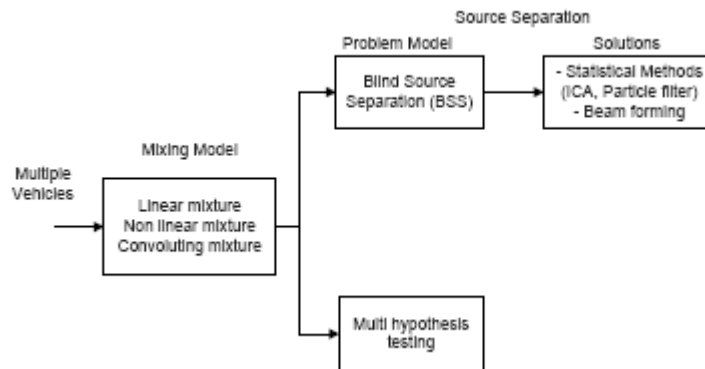 Source Separation
Problem Model
Solutions
Blind Source
Separation (BSS)
- Statistical Methods
(ICA, Particle filter)
- Beam forming
Mixing Model
Multiple
Vehicles
Linear mixture
Non linear mixture
Convoluting mixture
Multi hypothesis
testing